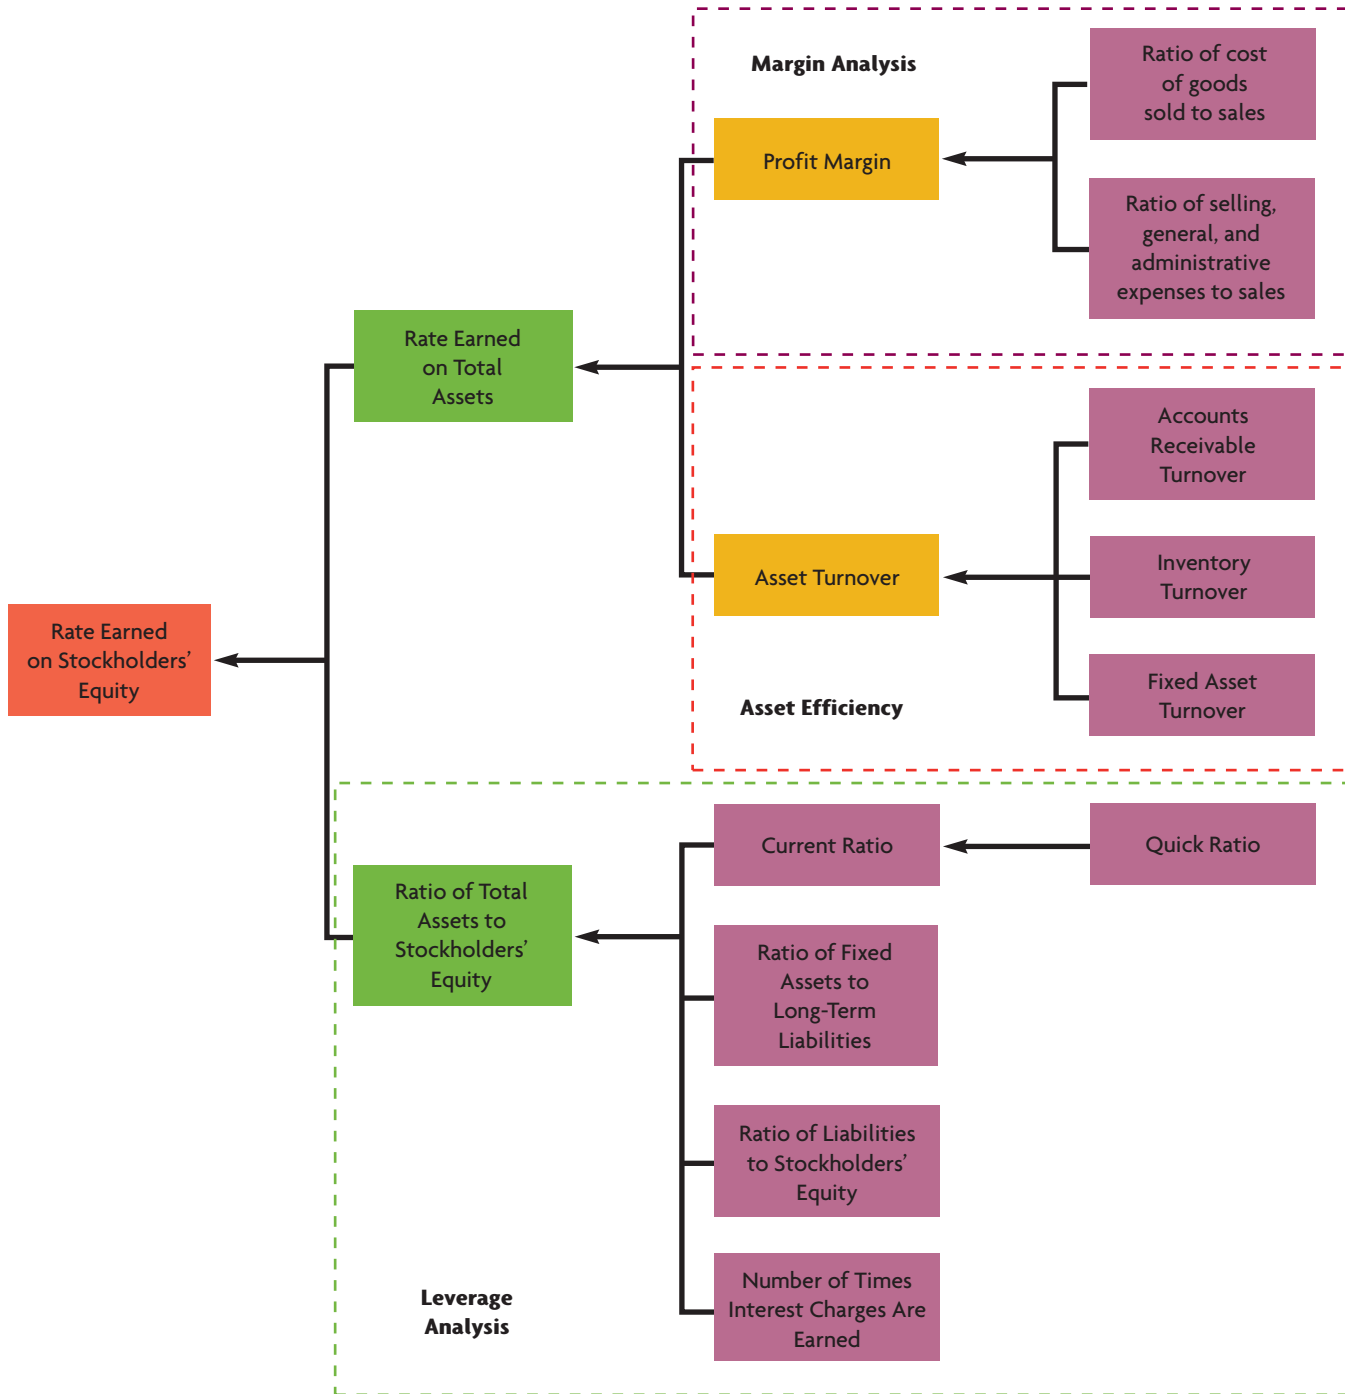 Margin Analysis
Ratio of cost
of goods
sold to sales
Profit Margin
Ratio of selling,
general, and
administrative
expenses to sales
Rate Earned
on Total
Assets
Accounts
Receivable
Turnover
Asset Turnover
Inventory
Turnover
Rate Earned
on Stockholders’
Equity
Fixed Asset
Turnover
Asset Efficiency
Current Ratio
Quick Ratio
Ratio of Total
Assets to
Stockholders’
Equity
Ratio of Fixed
Assets to
Long-Term
Liabilities
Ratio of Liabilities
to Stockholders’
Equity
Number of Times
Interest Charges Are
Earned
Leverage
Analysis